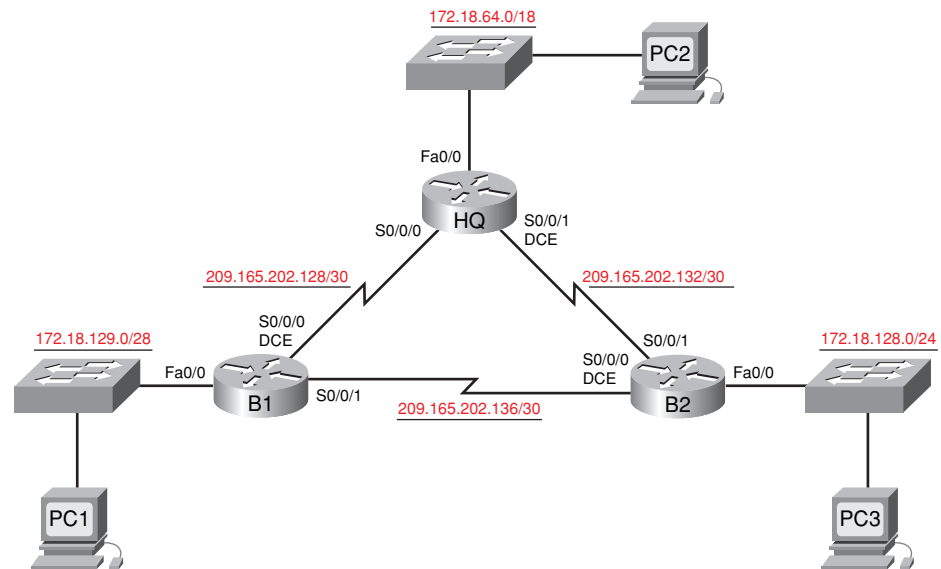 172.18.64.0/18
PC2
Fa0/0
HQ
S0/0/0
S0/0/1
DCE
209.165.202.128/30
209.165.202.132/30
S0/0/0
DCE
172.18.129.0/28
Fa0/0
B1
S0/0/1
209.165.202.136/30
S0/0/1
S0/0/0
DCE
B2
Fa0/0
172.18.128.0/24
PC1
PC3